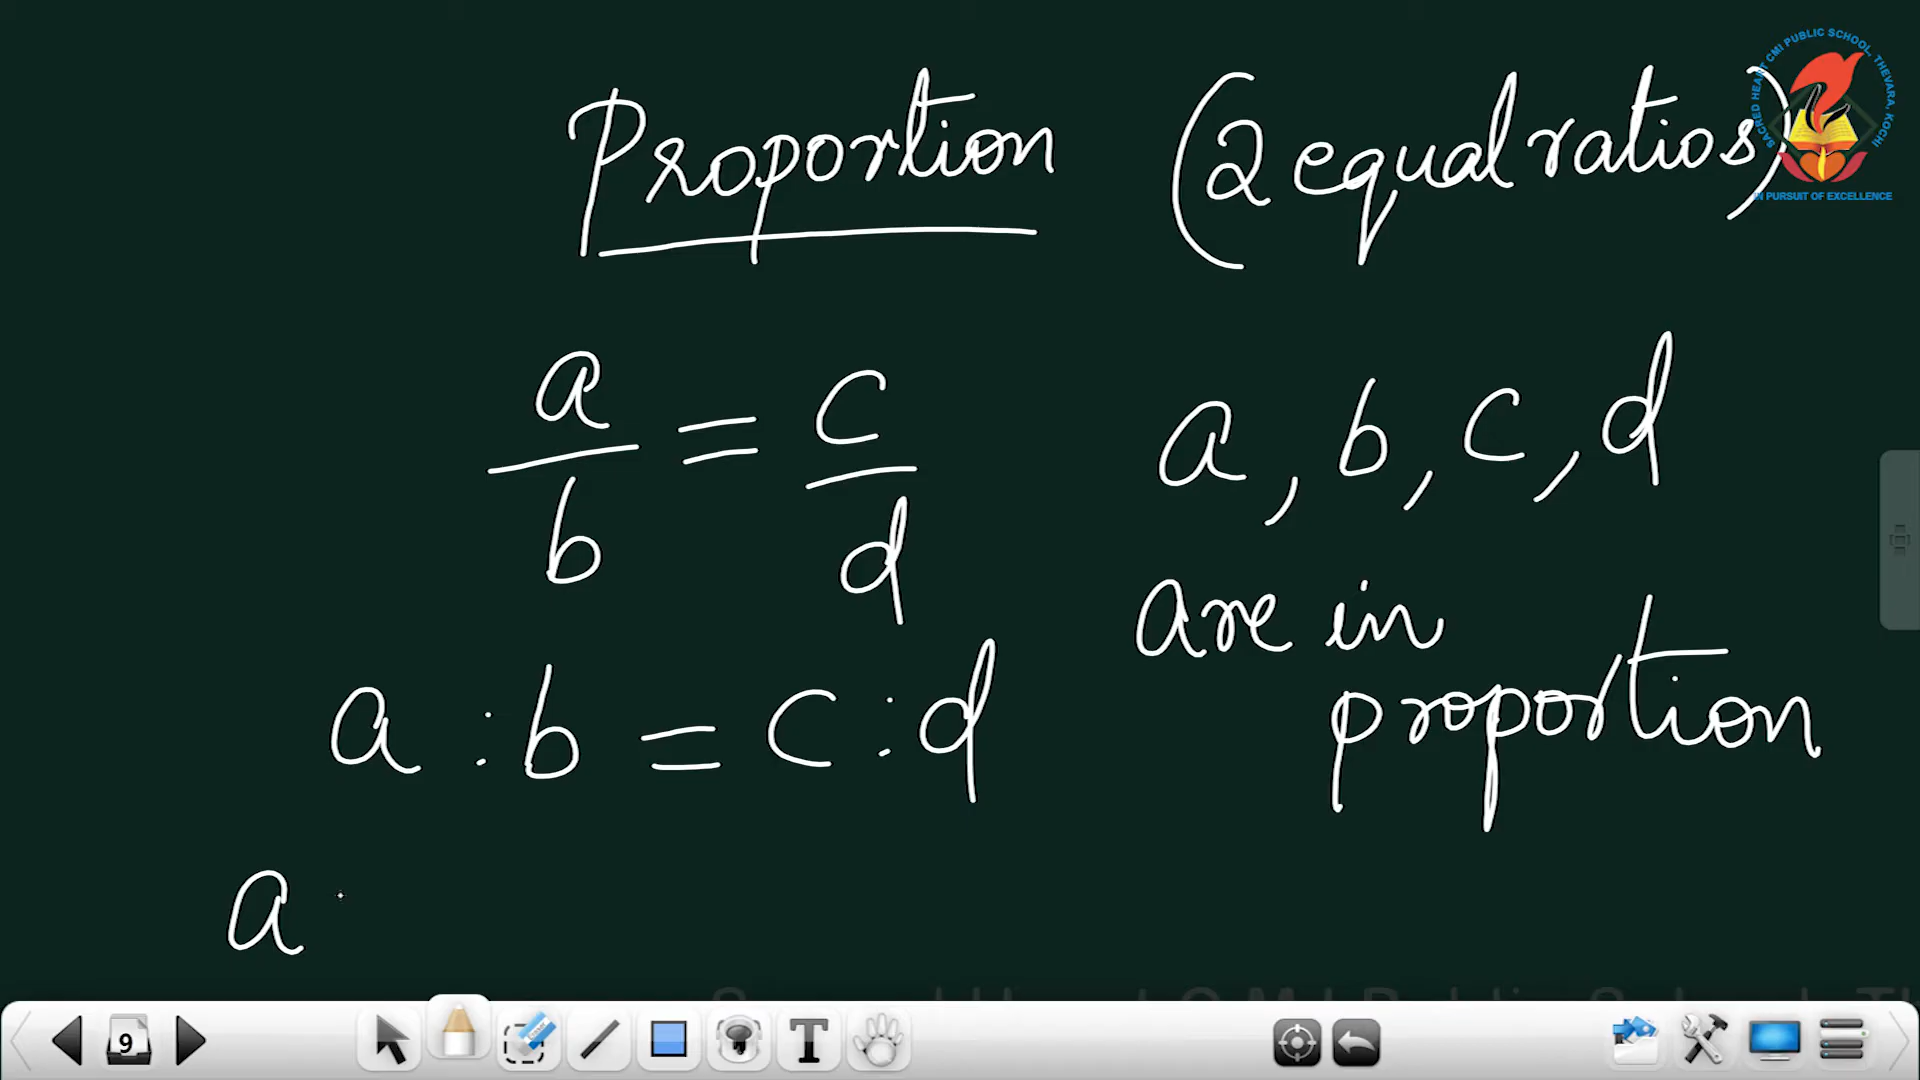 Proportion (2 equal ratios)
SACRED HEART CMI PUBLIC SCHOOL, THEVARA, KOCHI
IN PURSUIT OF EXCELLENCE
a/b = c/d
a, b, c, d
are in
proportion
a : b = c : d
a
9
T